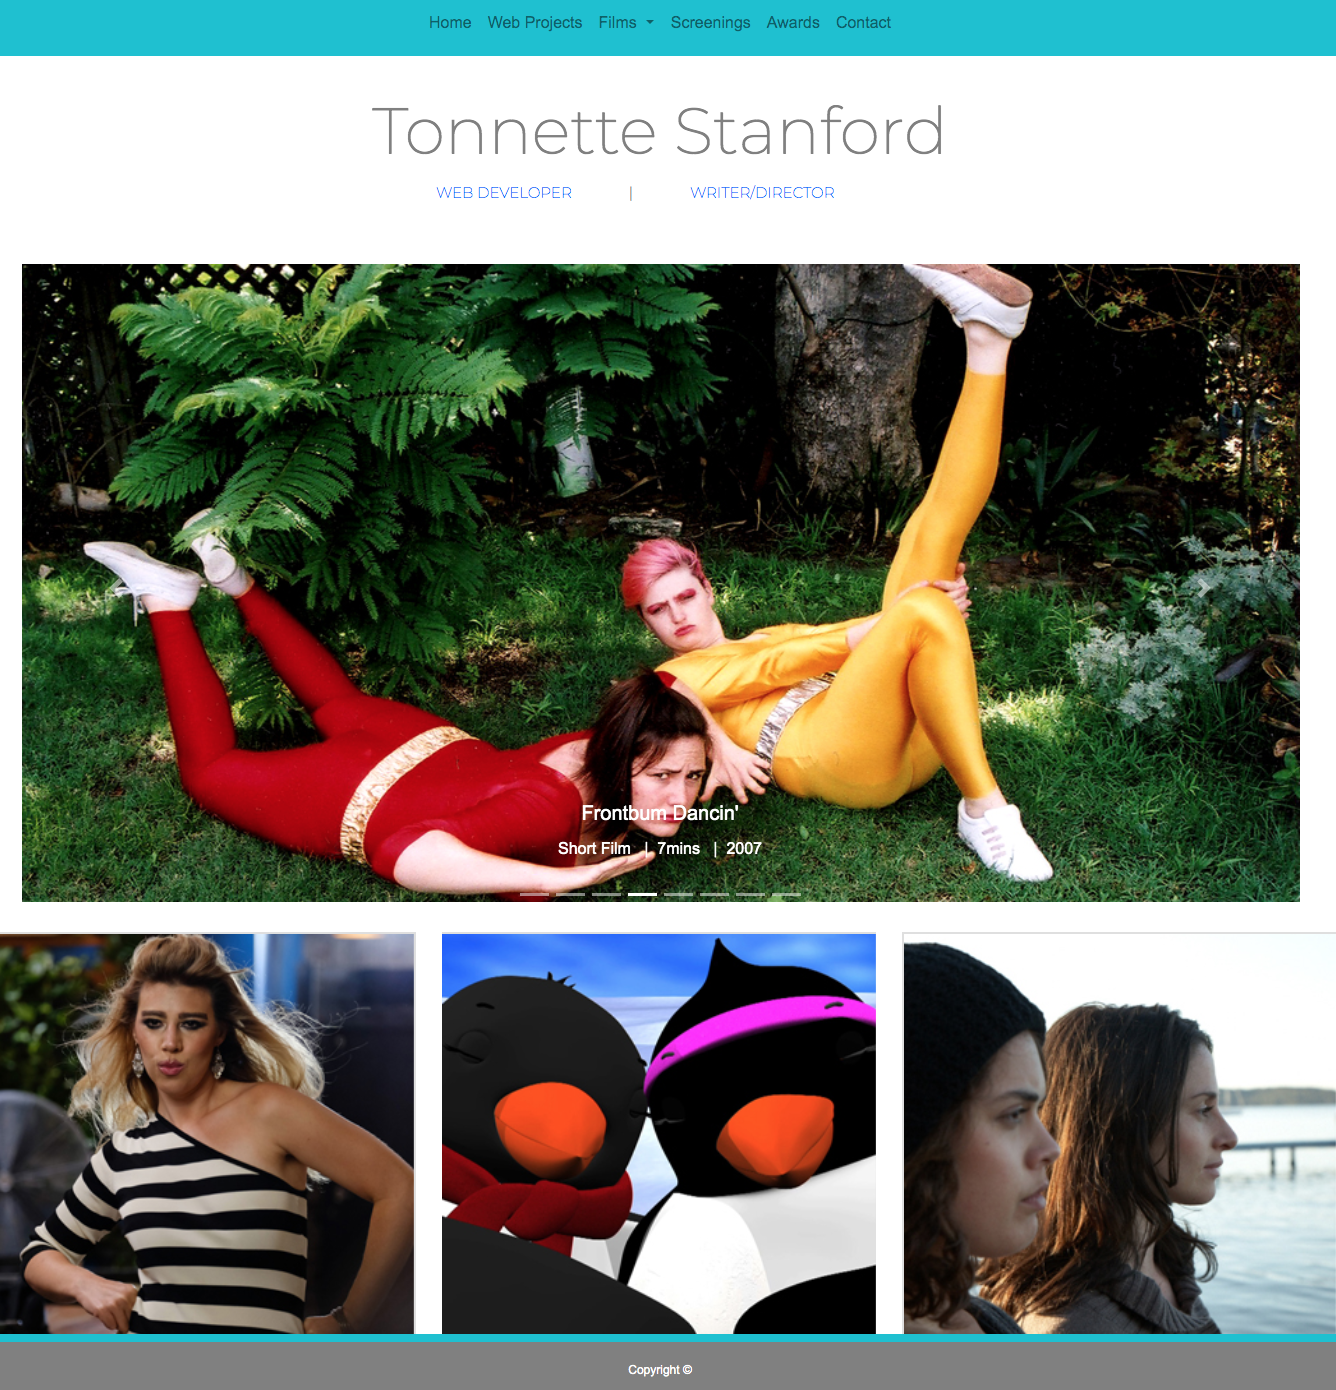 Home Web Projects Films Screenings Awards Contact
Tonnette Stanford
WEB DEVELOPER | WRITER/DIRECTOR
Frontbum Dancin'
Short Film | 7mins | 2007
Copyright ©